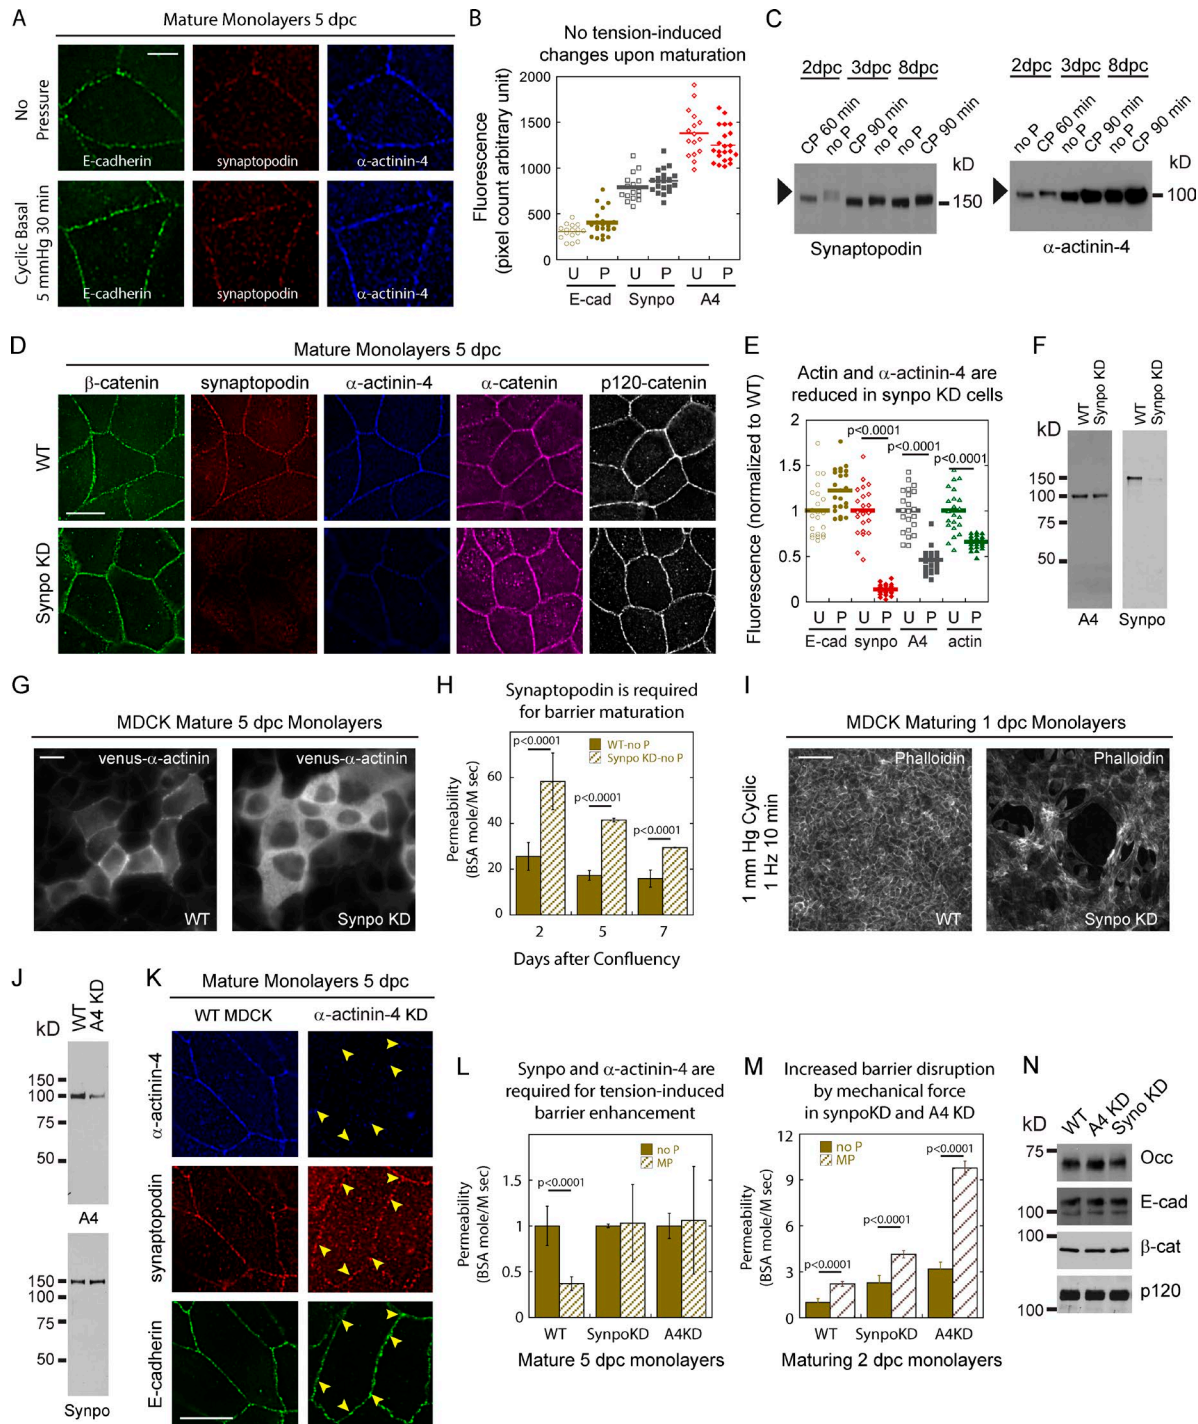 A
Mature Monolayers 5 dpc
No
Pressure
E-cadherin
synaptopodin
α-actinin-4
Cyclic Basal
5 mmHg 30 min
E-cadherin
synaptopodin
α-actinin-4
B
No tension-induced
changes upon maturation
Fluorescence
(pixel count arbitrary unit)
2000
1500
1000
500
0
U P U P U P
E-cad Synpo A4
C
2dpc 3dpc 8dpc
CP 60 min
no P
CP 90 min
no P
no P
CP 90 min
kD
150
Synaptopodin
2dpc 3dpc 8dpc
no P
CP 60 min
no P
CP 90 min
no P
CP 90 min
kD
100
α-actinin-4
D
Mature Monolayers 5 dpc
β-catenin synaptopodin α-actinin-4 α-catenin p120-catenin
WT
Synpo KD
E
Actin and α-actinin-4 are
reduced in synpo KD cells
Fluorescence (normalized to WT)
2
1.5
1
0.5
0
p<0.0001
p<0.0001
p<0.0001
U P U P U P U P
E-cad synpo A4 actin
F
kD
WT
Synpo KD
WT
Synpo KD
150
100
75
50
A4
Synpo
G
MDCK Mature 5 dpc Monolayers
venus-α-actinin
WT
venus-α-actinin
Synpo KD
H
Synaptopodin is required
for barrier maturation
Permeability
(BSA mole/M sec)
60
40
20
0
p<0.0001
p<0.0001
p<0.0001
WT-no P
Synpo KD-no P
2 5 7
Days after Confluency
I
MDCK Maturing 1 dpc Monolayers
1 mm Hg Cyclic
1 Hz 10 min
Phalloidin
WT
Phalloidin
Synpo KD
J
kD
WT
A4 KD
150
100
75
50
A4
150
100
75
50
Synpo
K
Mature Monolayers 5 dpc
WT MDCK α-actinin-4 KD
α-actinin-4
synaptopodin
E-cadherin
L
Synpo and α-actinin-4 are
required for tension-induced
barrier enhancement
Permeability
(BSA mole/M sec)
1.5
1
0.5
0
p<0.0001
no P
MP
WT SynpoKD A4KD
Mature 5 dpc monolayers
M
Increased barrier disruption
by mechanical force
in synpoKD and A4 KD
Permeability
(BSA mole/M sec)
12
9
6
3
0
no P
MP
p<0.0001
p<0.0001
p<0.0001
WT SynpoKD A4KD
Maturing 2 dpc monolayers
N
WT
A4 KD
Syno KD
kD
75
Occ
100
E-cad
β-cat
100
p120